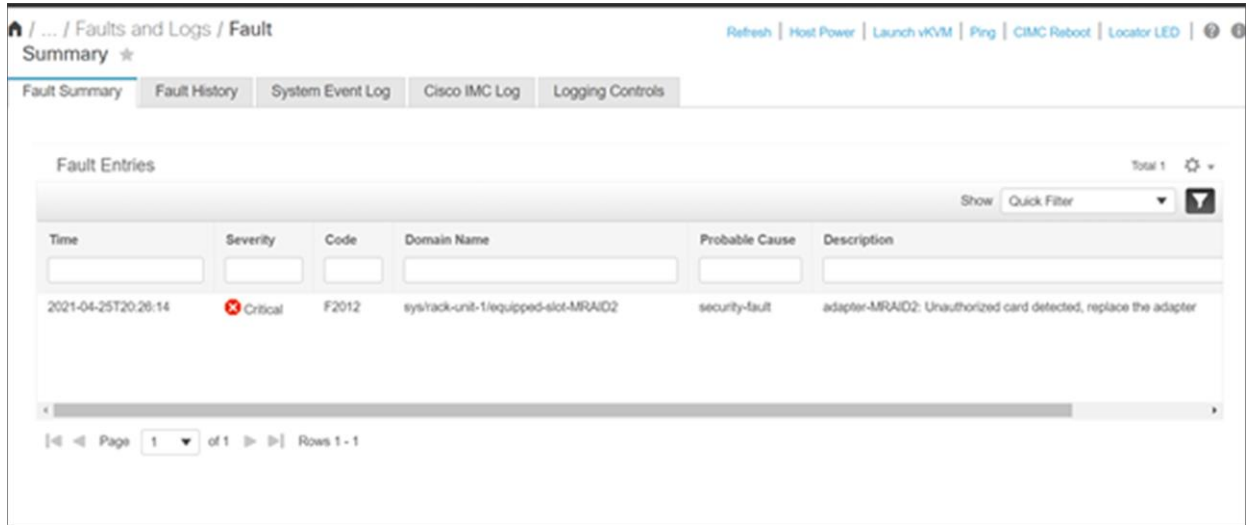 / ... / Faults and Logs / Fault Summary
Refresh | Host Power | Launch vKVM | Ping | CIMC Reboot | Locator LED |
Fault Summary
Fault History
System Event Log
Cisco IMC Log
Logging Controls
Fault Entries
Total 1
Show Quick Filter
Time Severity Code Domain Name Probable Cause Description
2021-04-25T20:26:14 Critical F2012 sys/rack-unit-1/equipped-slot-MRAID2 security-fault adapter-MRAID2: Unauthorized card detected, replace the adapter
Page 1 of 1 Rows 1 - 1